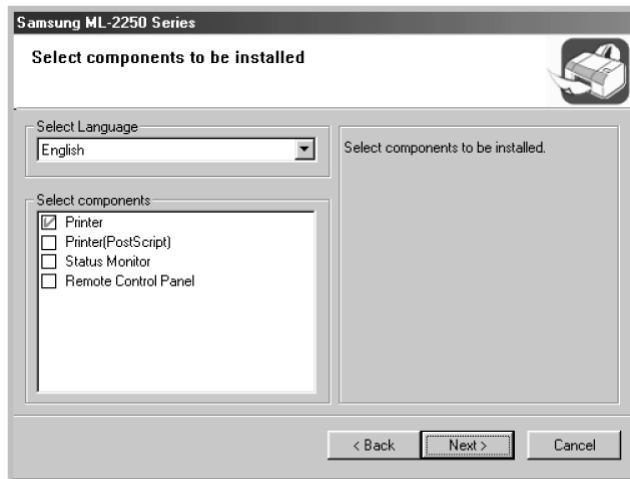 Samsung ML-2250 Series
Select components to be installed
Select Language
English
Select components to be installed.
Select components
Printer
Printer(PostScript)
Status Monitor
Remote Control Panel
< Back
Next >
Cancel